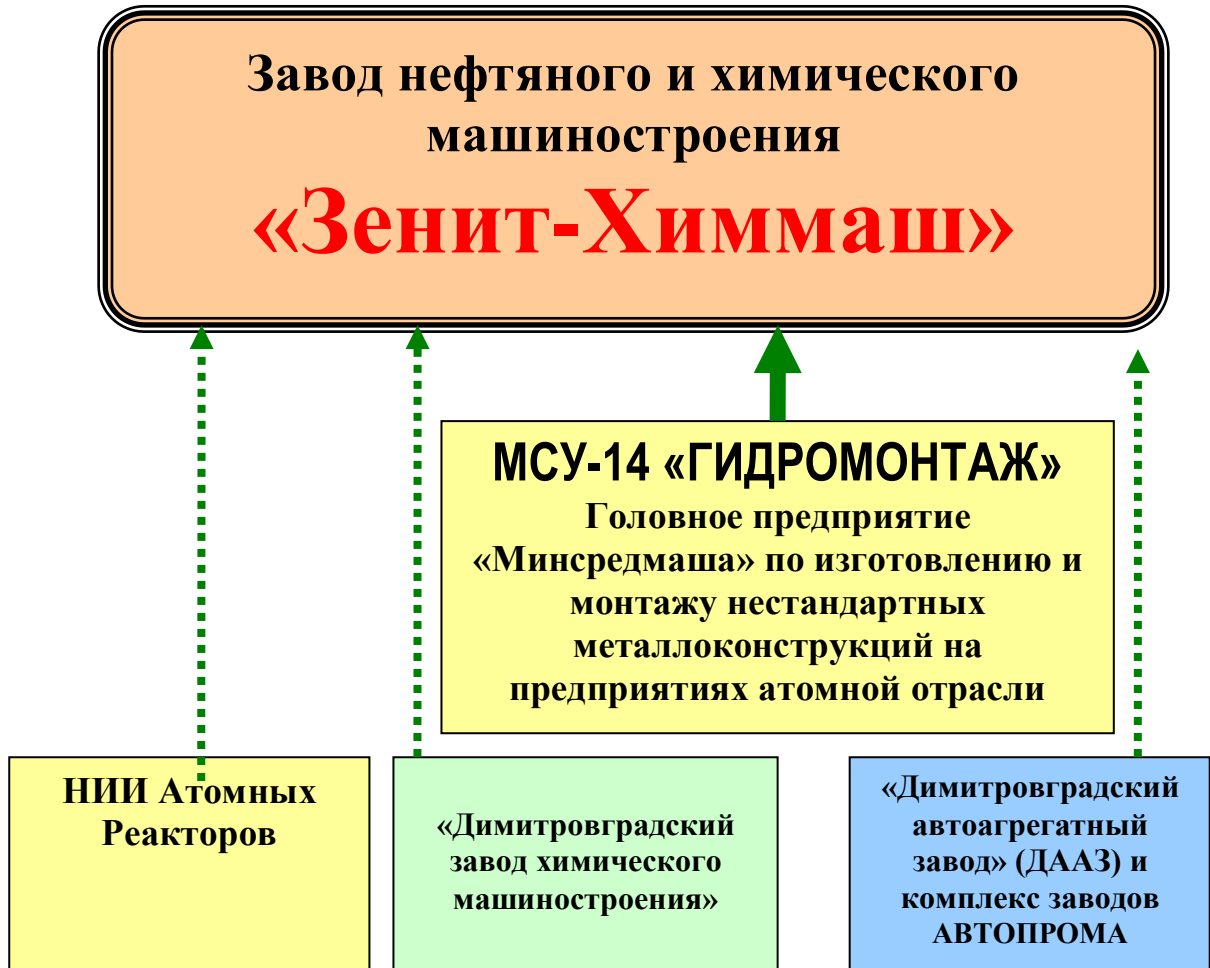 Завод нефтяного и химического
машиностроения
«Зенит-Химмаш»
МСУ-14 «ГИДРОМОНТАЖ»
Головное предприятие
«Минсредмаша» по изготовлению и
монтажу нестандартных
металлоконструкций на
предприятиях атомной отрасли
НИИ Атомных
Реакторов
«Димитровградский
завод химического
машиностроения»
«Димитровградский
автоагрегатный
завод» (ДААЗ) и
комплекс заводов
АВТОПРОМА